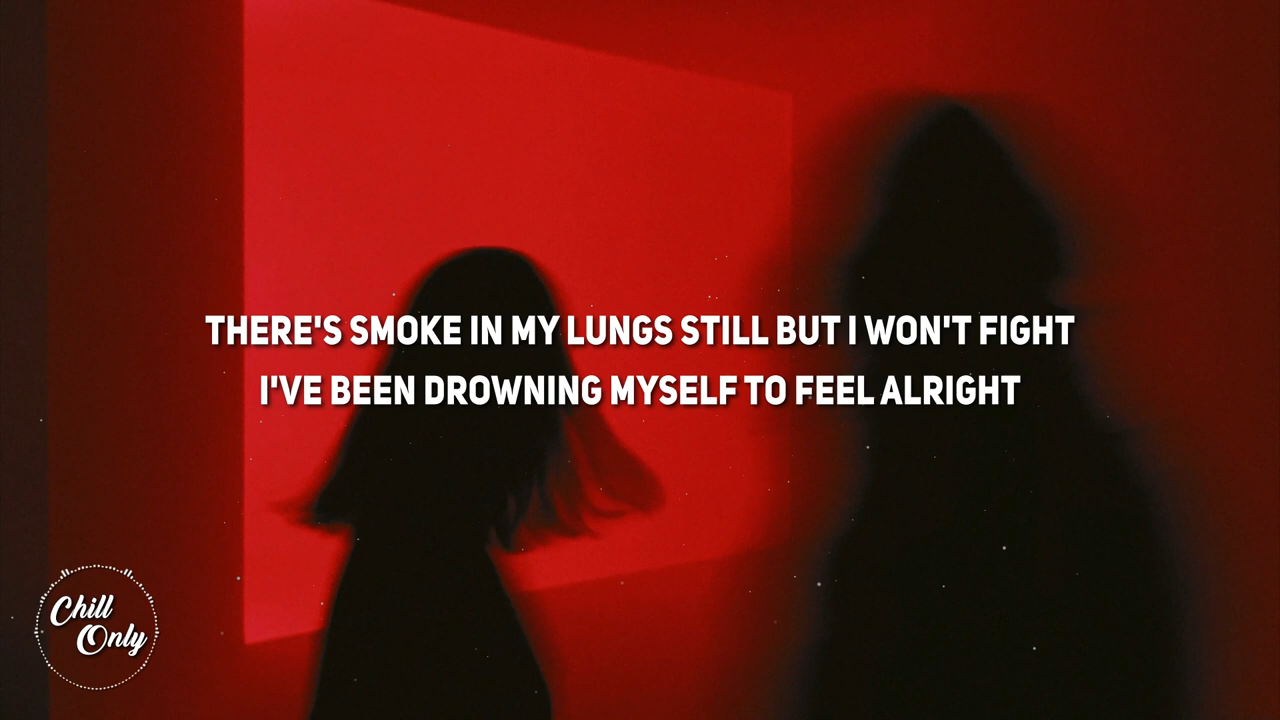 THERE'S SMOKE IN MY LUNGS STILL BUT I WON'T FIGHT
I'VE BEEN DROWNING MYSELF TO FEEL ALRIGHT
Chill
Only